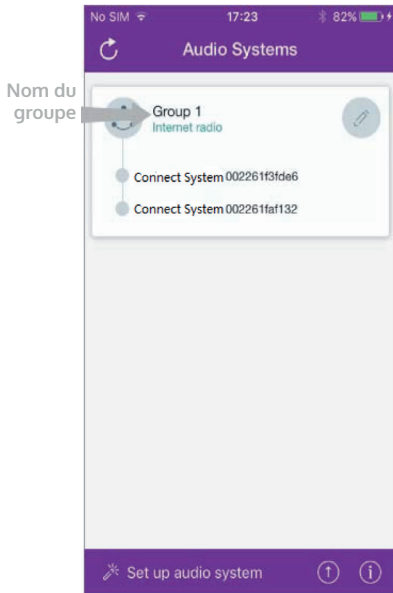 No SIM 17:23 82%
Audio Systems
Nom du
groupe
Group 1
Internet radio
Connect System 002261f3fde6
Connect System 002261faf132
Set up audio system